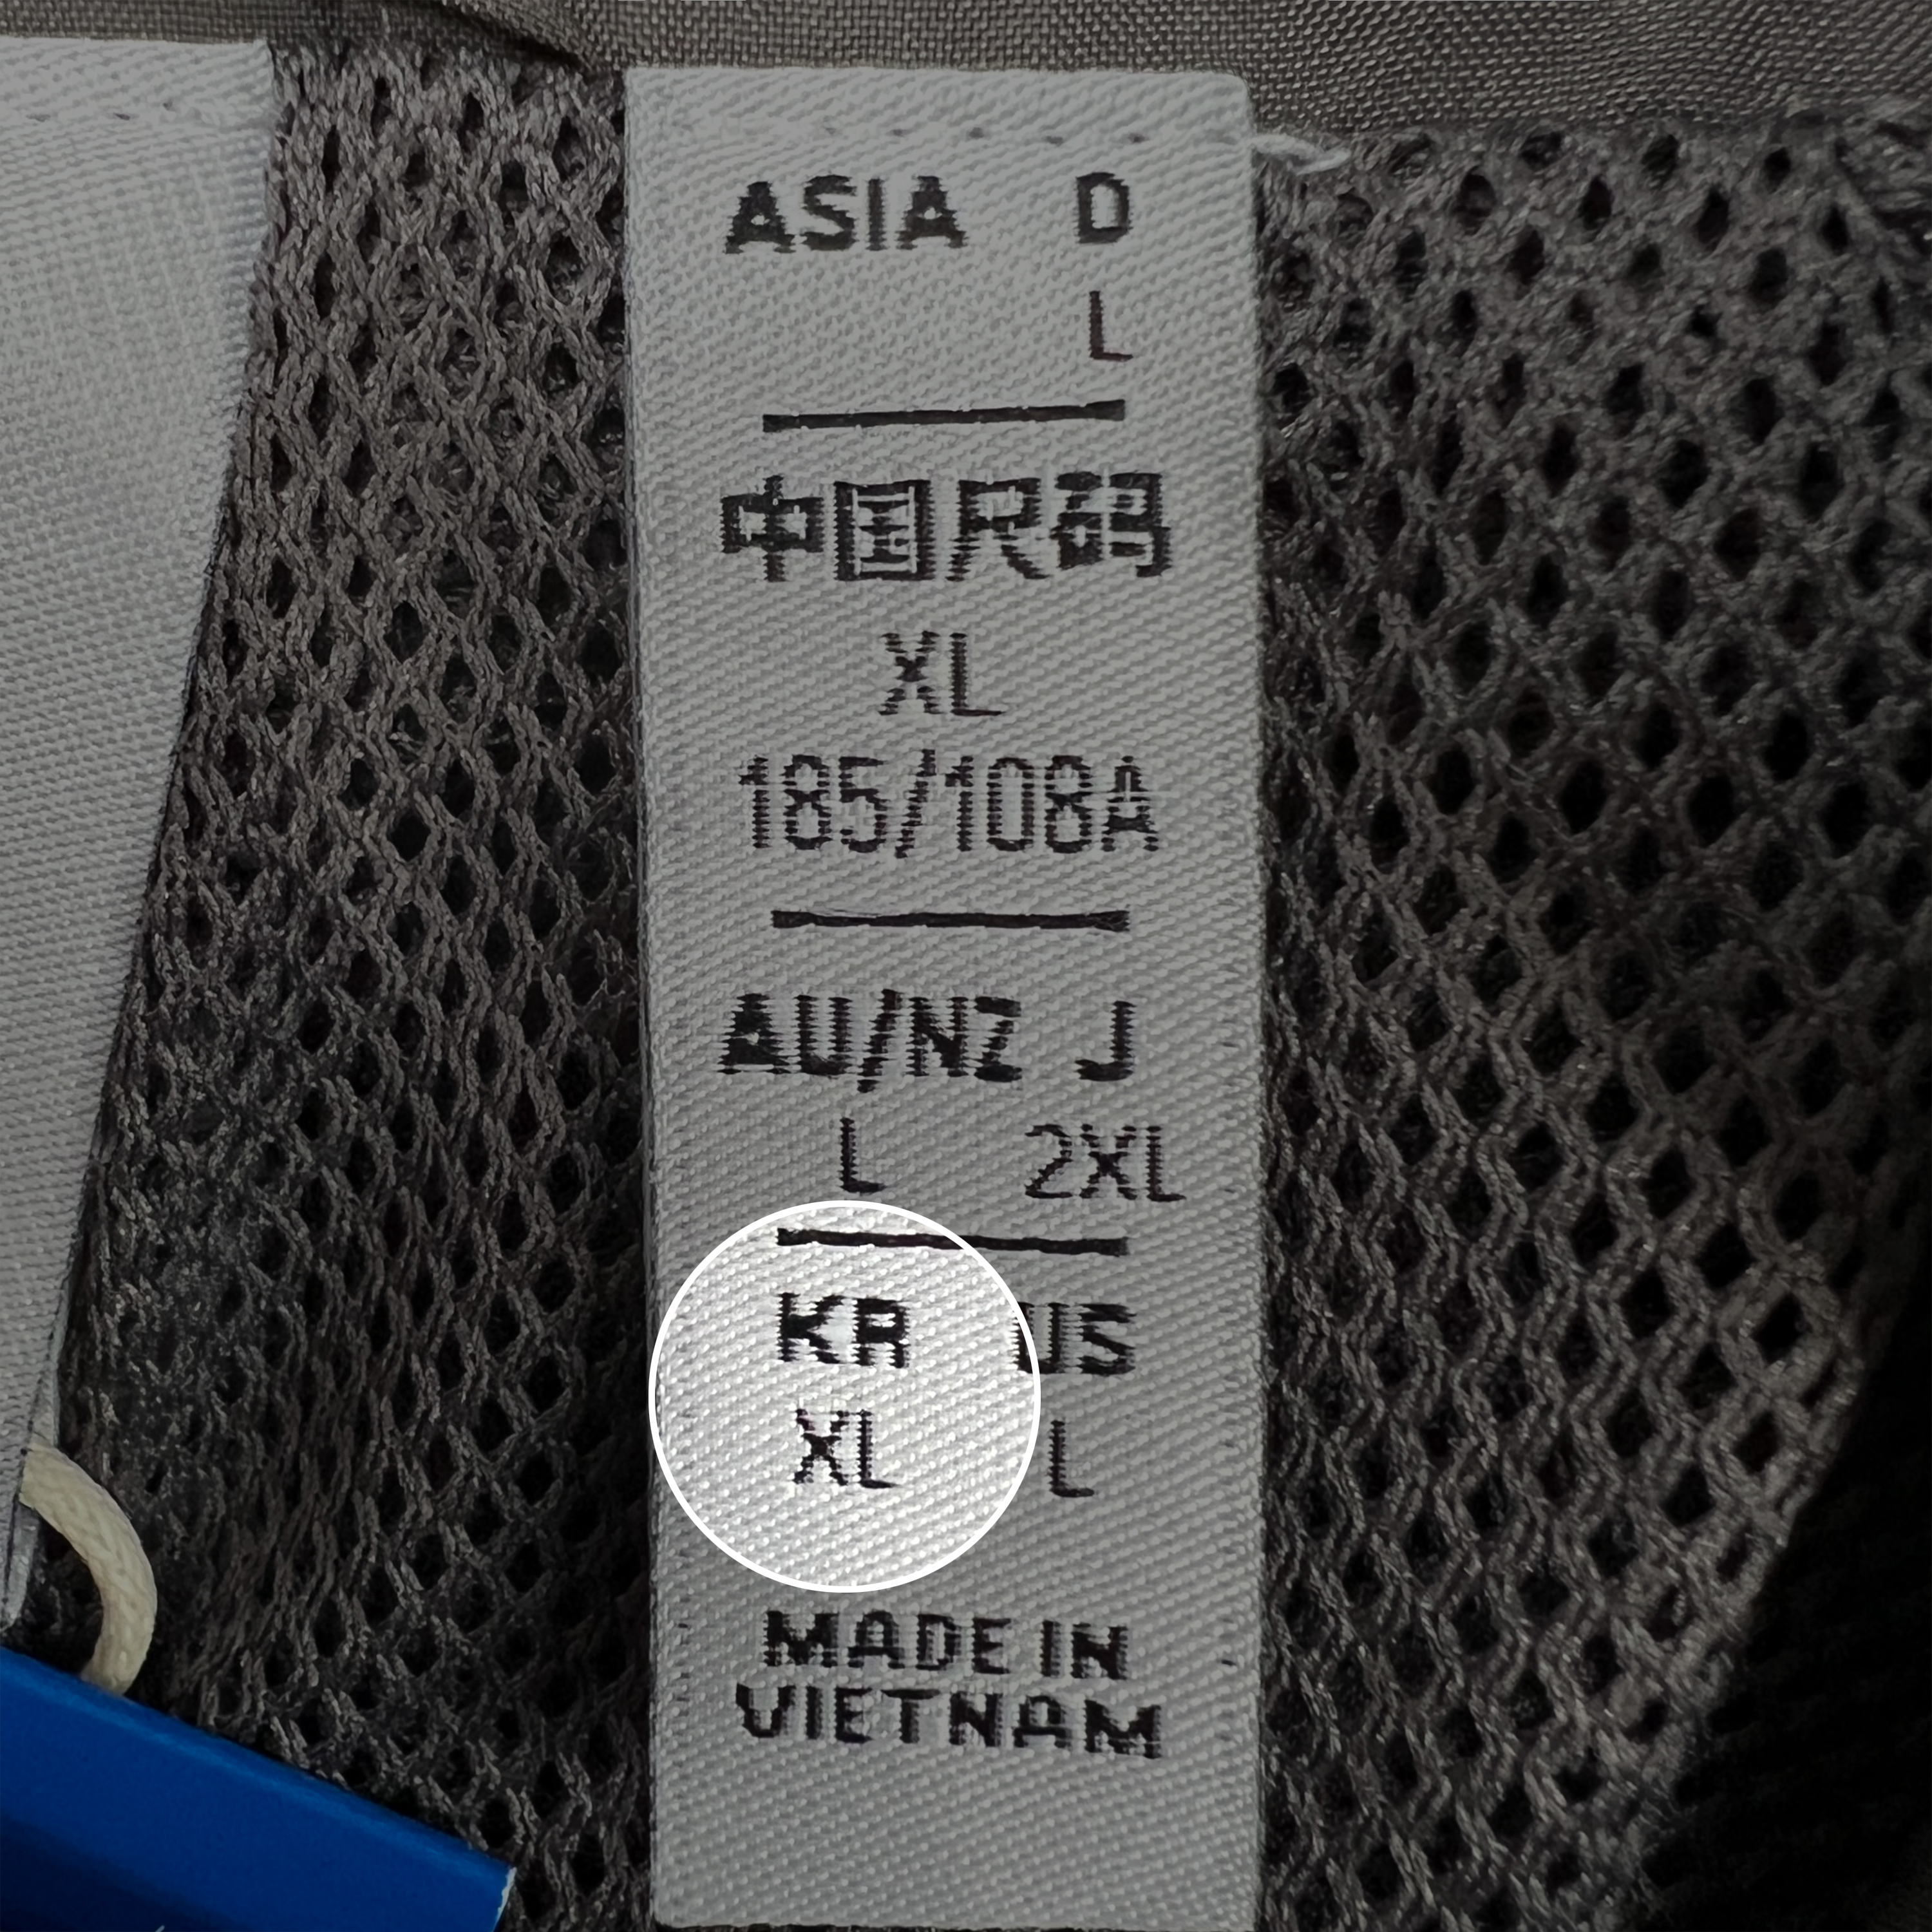 ASIA D
L
中国尺码
XL
185/108A
AU/NZ J
L 2XL
KR US
XL L
MADE IN
VIETNAM